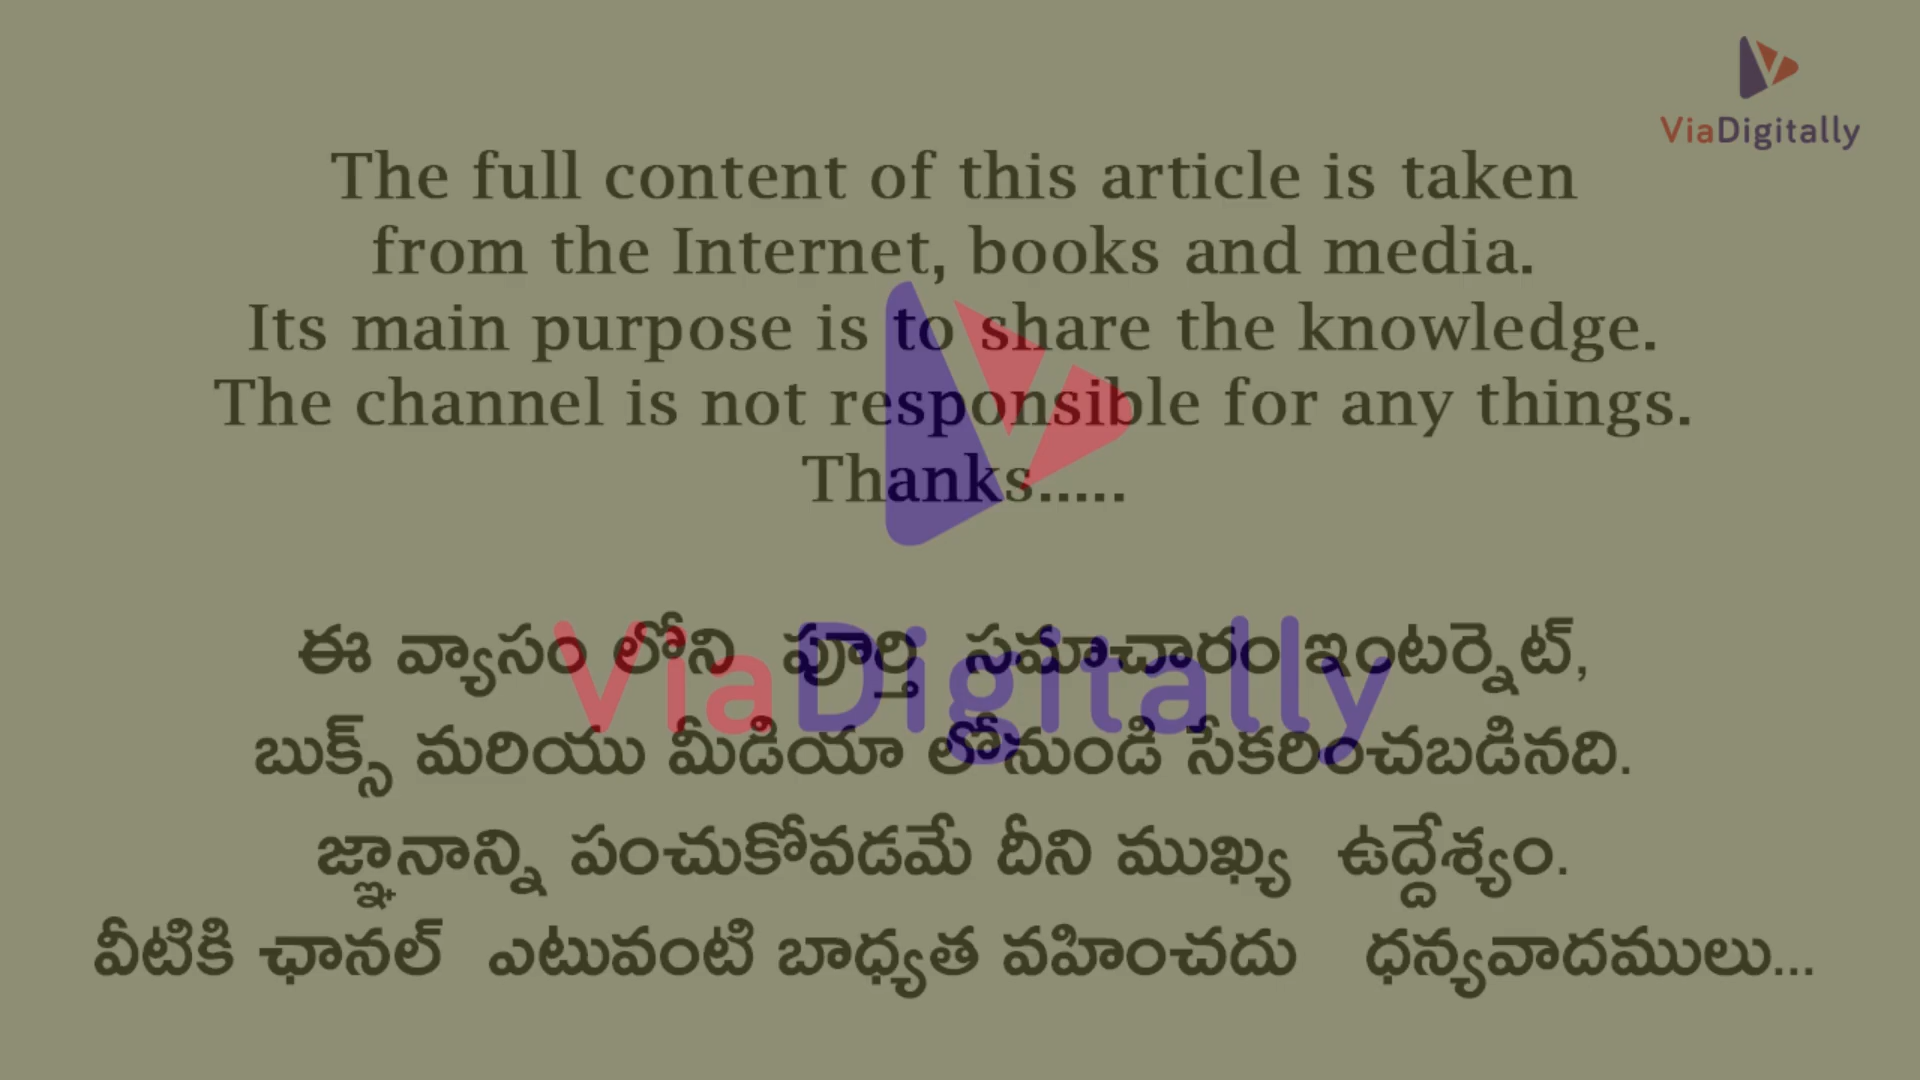 ViaDigitally
The full content of this article is taken
from the Internet, books and media.
Its main purpose is to share the knowledge.
The channel is not responsible for any things.
Thanks.....
ViaDigitally
ఈ వ్యాసం లోని పూర్తి సమాచారం ఇంటర్నెట్,
బుక్స్ మరియు మీడియా లోనుండి సేకరించబడినది.
జ్ఞానాన్ని పంచుకోవడమే దీని ముఖ్య ఉద్దేశ్యం.
వీటికి ఛానల్ ఎటువంటి బాధ్యత వహించదు ధన్యవాదములు...